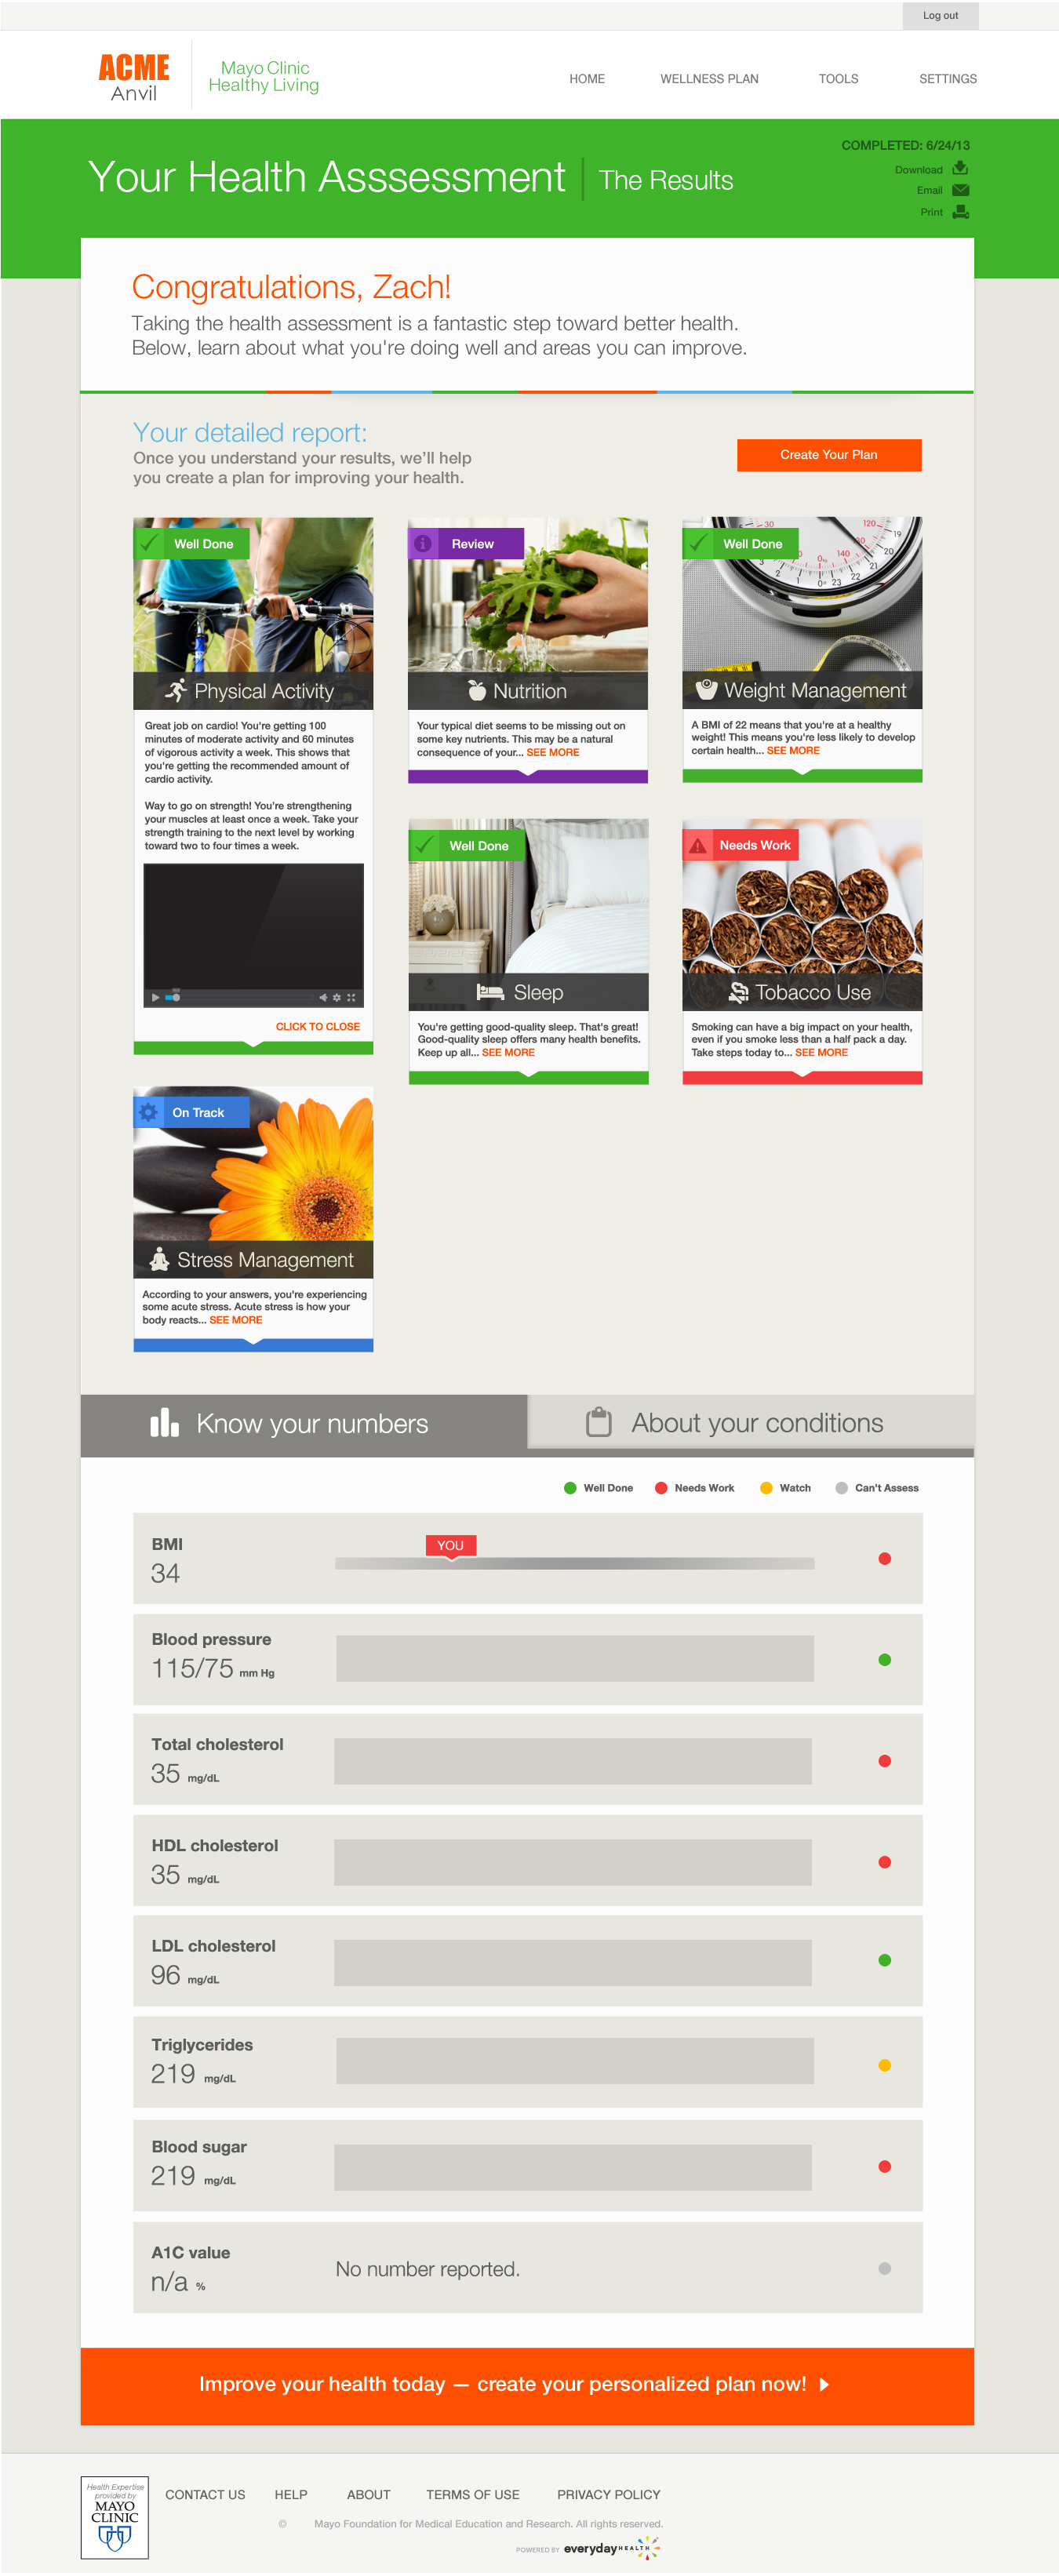 Log out
ACME
Anvil
Mayo Clinic
Healthy Living
HOME
WELLNESS PLAN
TOOLS
SETTINGS
Your Health Asssessment
The Results
COMPLETED: 6/24/13
Download
Email
Print
Congratulations, Zach!
Taking the health assessment is a fantastic step toward better health.
Below, learn about what you're doing well and areas you can improve.
Your detailed report:
Once you understand your results, we'll help
you create a plan for improving your health.
Create Your Plan
Well Done
Physical Activity
Great job on cardio! You're getting 100
minutes of moderate activity and 60 minutes
of vigorous activity a week. This shows that
you're getting the recommended amount of
cardio activity.
Way to go on strength! You're strengthening
your muscles at least once a week. Take your
strength training to the next level by working
toward two to four times a week.
CLICK TO CLOSE
Review
Nutrition
Your typical diet seems to be missing out on
some key nutrients. This may be a natural
consequence of your... SEE MORE
Well Done
Weight Management
A BMI of 22 means that you're at a healthy
weight! This means you're less likely to develop
certain health... SEE MORE
Well Done
Sleep
You're getting good-quality sleep. That's great!
Good-quality sleep offers many health benefits.
Keep up all... SEE MORE
Needs Work
Tobacco Use
Smoking can have a big impact on your health,
even if you smoke less than a half pack a day.
Take steps today to... SEE MORE
On Track
Stress Management
According to your answers, you're experiencing
some acute stress. Acute stress is how your
body reacts... SEE MORE
Know your numbers
About your conditions
Well Done
Needs Work
Watch
Can't Assess
BMI
34
YOU
Blood pressure
115/75 mm Hg
Total cholesterol
35 mg/dL
HDL cholesterol
35 mg/dL
LDL cholesterol
96 mg/dL
Triglycerides
219 mg/dL
Blood sugar
219 mg/dL
A1C value
n/a %
No number reported.
Improve your health today — create your personalized plan now!
Health Expertise
provided by
MAYO
CLINIC
CONTACT US
HELP
ABOUT
TERMS OF USE
PRIVACY POLICY
© Mayo Foundation for Medical Education and Research. All rights reserved.
POWERED BY everyday HEALTH